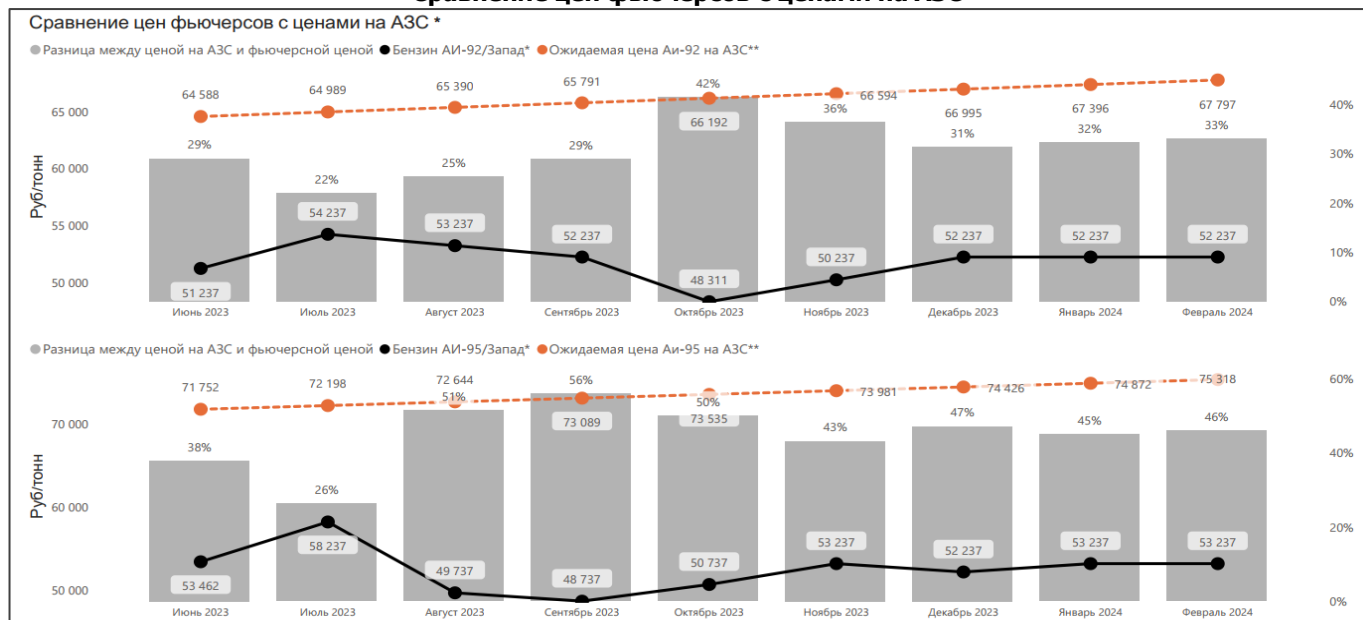 Сравнение цен фьючерсов с ценами на АЗС
Сравнение цен фьючерсов с ценами на АЗС *
Разница между ценой на АЗС и фьючерсной ценой Бензин АИ-92/Запад* Ожидаемая цена Аи-92 на АЗС**
64 588 64 989 65 390 65 791 42% 66 594 66 995 67 396 67 797
65 000 66 192 36% 31% 32% 33% 40%
60 000 29% 22% 25% 29% 30%
Руб/тонн
55 000 54 237 53 237 52 237 50 237 52 237 52 237 52 237 20%
50 000 51 237 48 311 10%
0%
Июнь 2023 Июль 2023 Август 2023 Сентябрь 2023 Октябрь 2023 Ноябрь 2023 Декабрь 2023 Январь 2024 Февраль 2024
Разница между ценой на АЗС и фьючерсной ценой Бензин АИ-95/Запад* Ожидаемая цена Аи-95 на АЗС**
71 752 72 198 72 644 56% 73 981 74 426 74 872 75 318 60%
51% 73 089 50%
70 000 73 535 43% 47% 45% 46%
38% 26% 40%
Руб/тонн
60 000 58 237 20%
53 462 49 737 48 737 50 737 53 237 52 237 53 237 53 237
50 000 0%
Июнь 2023 Июль 2023 Август 2023 Сентябрь 2023 Октябрь 2023 Ноябрь 2023 Декабрь 2023 Январь 2024 Февраль 2024